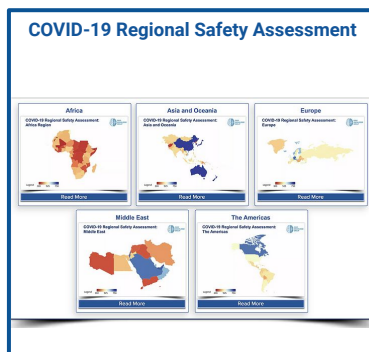 COVID-19 Regional Safety Assessment
Africa
COVID-19 Regional Safety Assessment:
Africa Region
Read More
Asia and Oceania
COVID-19 Regional Safety Assessment:
Asia and Oceania
Read More
Europe
COVID-19 Regional Safety Assessment:
Europe
Read More
Middle East
COVID-19 Regional Safety Assessment:
Middle East
Read More
The Americas
COVID-19 Regional Safety Assessment:
The Americas
Read More